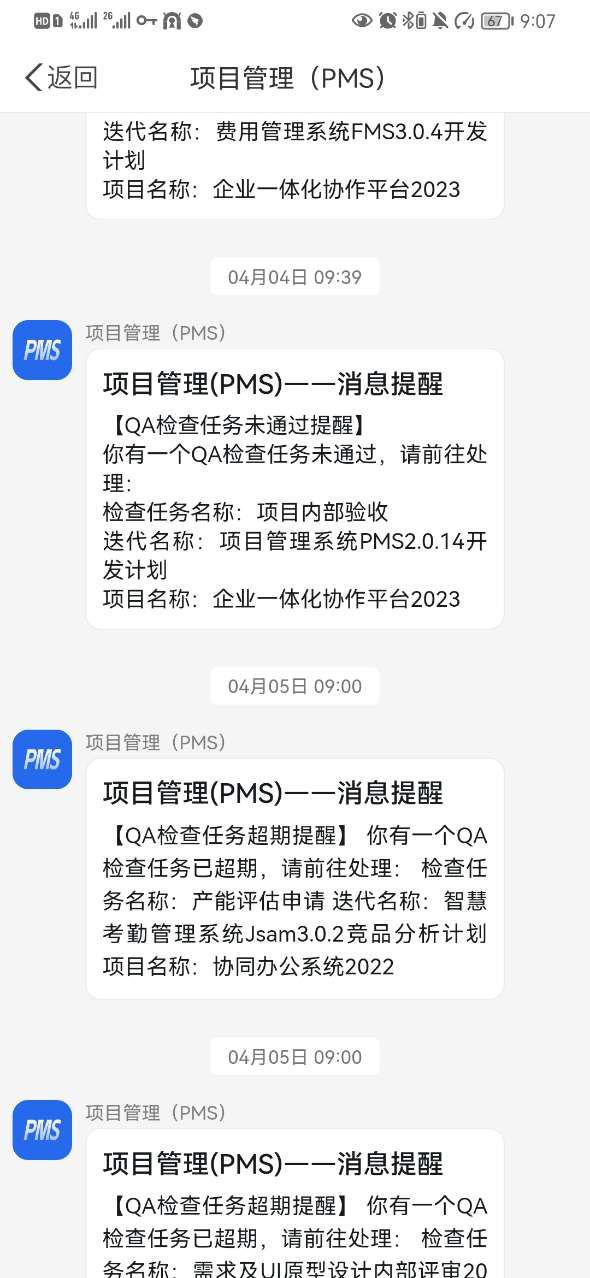 HD 1 4G 26 67 9:07
返回 项目管理（PMS）
迭代名称：费用管理系统FMS3.0.4开发
计划
项目名称：企业一体化协作平台2023
04月04日 09:39
PMS
项目管理（PMS）
项目管理(PMS)——消息提醒
【QA检查任务未通过提醒】
你有一个QA检查任务未通过，请前往处
理：
检查任务名称：项目内部验收
迭代名称：项目管理系统PMS2.0.14开
发计划
项目名称：企业一体化协作平台2023
04月05日 09:00
PMS
项目管理（PMS）
项目管理(PMS)——消息提醒
【QA检查任务超期提醒】 你有一个QA
检查任务已超期，请前往处理： 检查任
务名称：产能评估申请 迭代名称：智慧
考勤管理系统Jsam3.0.2竞品分析计划
项目名称：协同办公系统2022
04月05日 09:00
PMS
项目管理（PMS）
项目管理(PMS)——消息提醒
【QA检查任务超期提醒】 你有一个QA
检查任务已超期，请前往处理： 检查任
务名称：需求及UI原型设计内部评审20